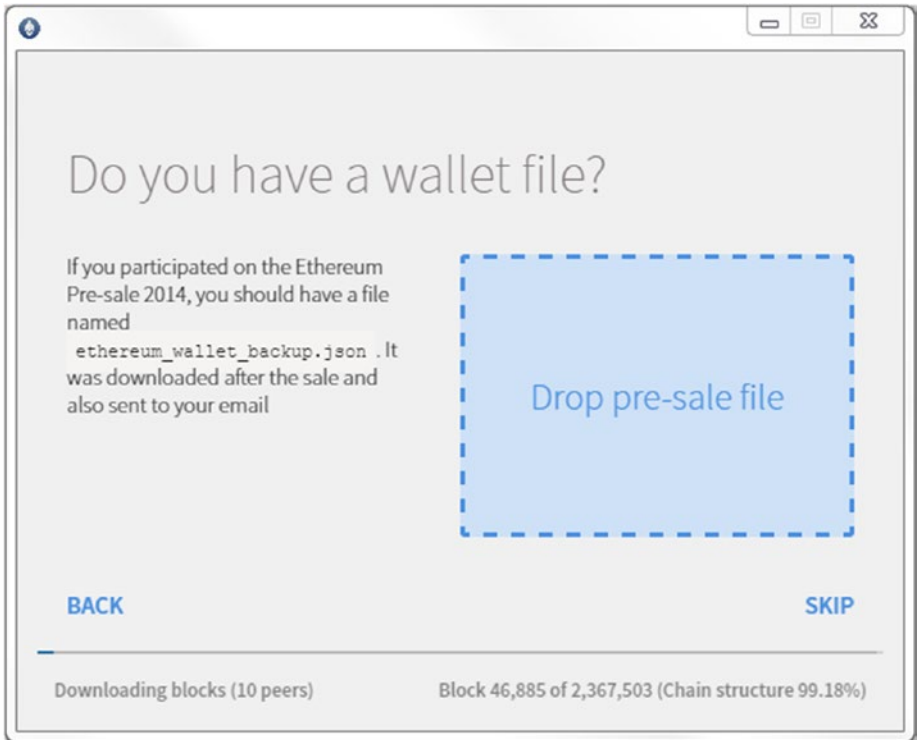 Do you have a wallet file?
If you participated on the Ethereum
Pre-sale 2014, you should have a file
named
ethereum_wallet_backup.json . It
was downloaded after the sale and
also sent to your email
Drop pre-sale file
BACK
SKIP
Downloading blocks (10 peers)
Block 46,885 of 2,367,503 (Chain structure 99.18%)